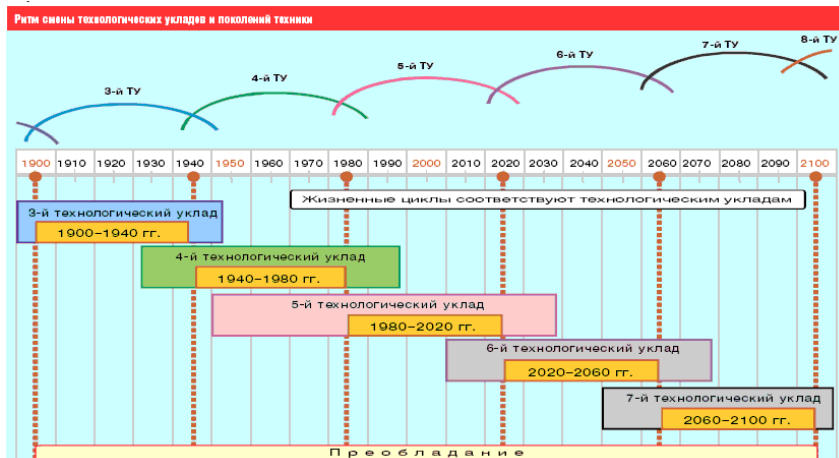 Ритм смены технологических укладов и поколений техники
8-й ТУ
7-й ТУ
6-й ТУ
5-й ТУ
4-й ТУ
3-й ТУ
1900 1910 1920 1930 1940 1950 1960 1970 1980 1990 2000 2010 2020 2030 2040 2050 2060 2070 2080 2090 2100
Жизненные циклы соответствуют технологическим укладам
3-й технологический уклад
1900–1940 гг.
4-й технологический уклад
1940–1980 гг.
5-й технологический уклад
1980–2020 гг.
6-й технологический уклад
2020–2060 гг.
7-й технологический уклад
2060–2100 гг.
Преобладание